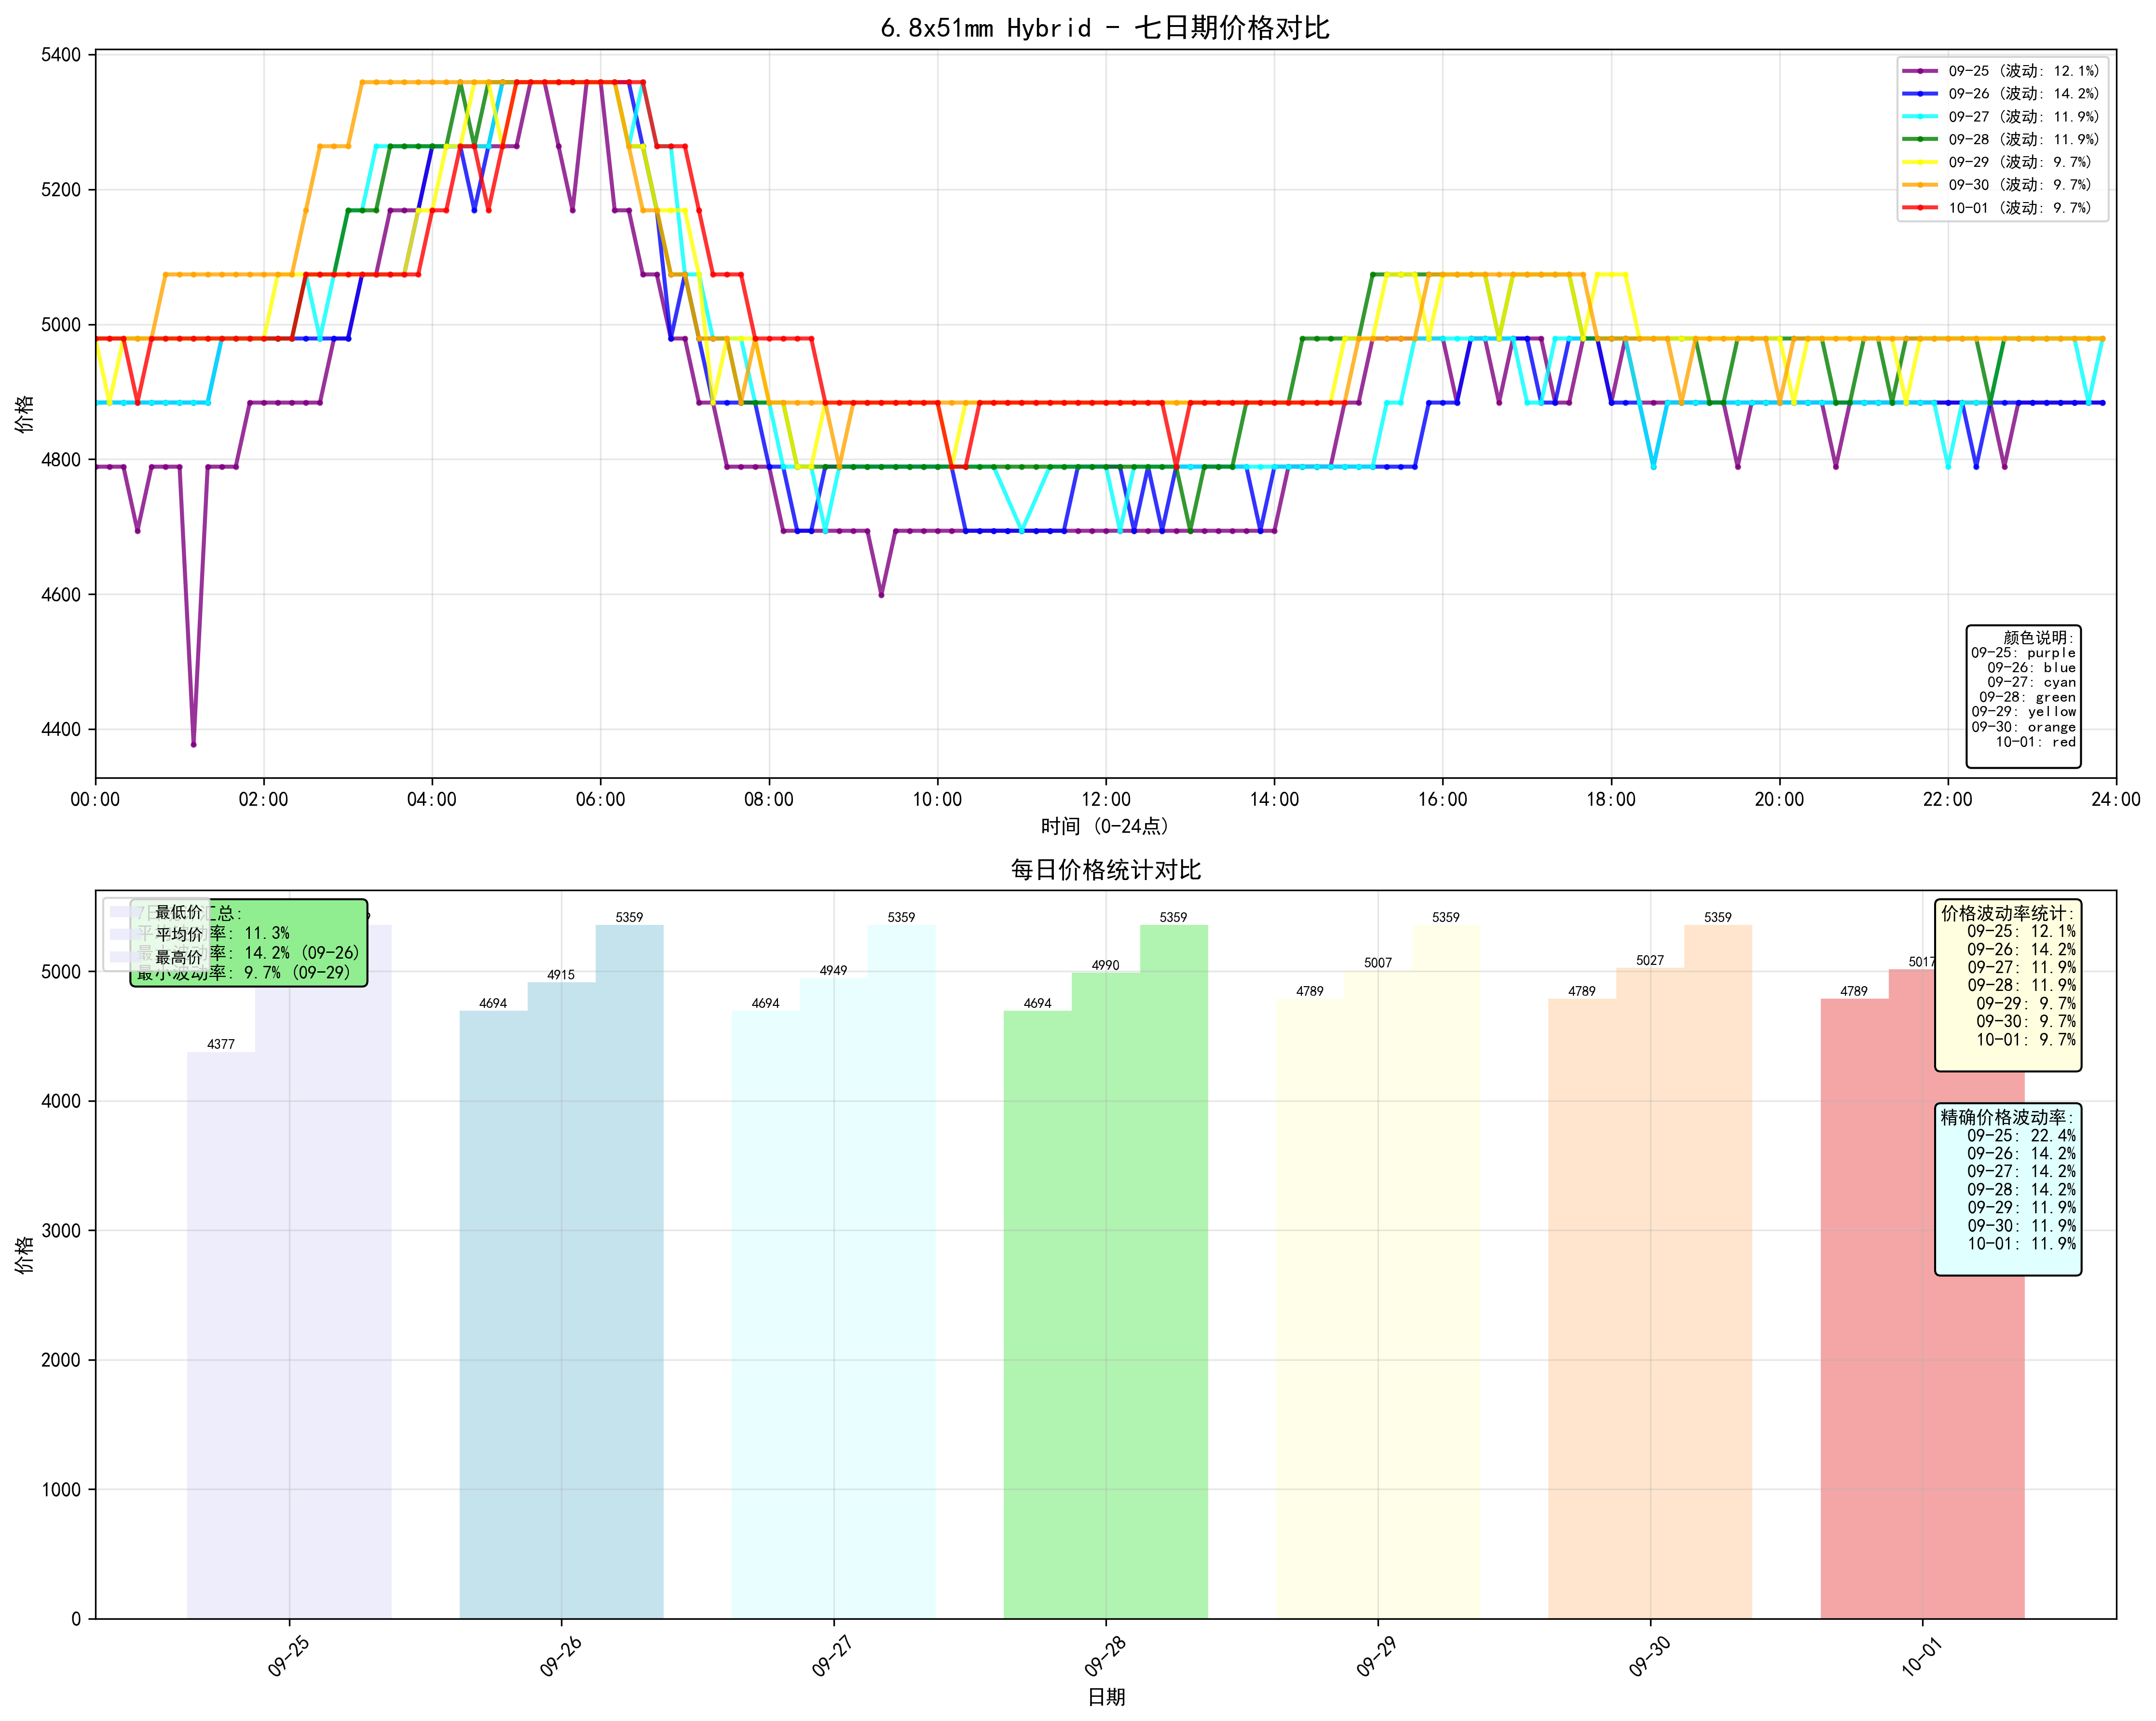 6.8x51mm Hybrid - 七日期价格对比
价格
5400
5200
5000
4800
4600
4400
09-25 (波动: 12.1%)
09-26 (波动: 14.2%)
09-27 (波动: 11.9%)
09-28 (波动: 11.9%)
09-29 (波动: 9.7%)
09-30 (波动: 9.7%)
10-01 (波动: 9.7%)
颜色说明:
09-25: purple
09-26: blue
09-27: cyan
09-28: green
09-29: yellow
09-30: orange
10-01: red
00:00 02:00 04:00 06:00 08:00 10:00 12:00 14:00 16:00 18:00 20:00 22:00 24:00
时间 (0-24点)
每日价格统计对比
价格
5000
4000
3000
2000
1000
0
最低价
平均价
最高价
汇总:
率: 11.3%
14.2% (09-26)
最小波动率: 9.7% (09-29)
4377
4694 4915 5359
4694 4949 5359
4694 4990 5359
4789 5007 5359
4789 5027 5359
4789 5017
价格波动率统计:
09-25: 12.1%
09-26: 14.2%
09-27: 11.9%
09-28: 11.9%
09-29: 9.7%
09-30: 9.7%
10-01: 9.7%
精确价格波动率:
09-25: 22.4%
09-26: 14.2%
09-27: 14.2%
09-28: 14.2%
09-29: 11.9%
09-30: 11.9%
10-01: 11.9%
09-25 09-26 09-27 09-28 09-29 09-30 10-01
日期